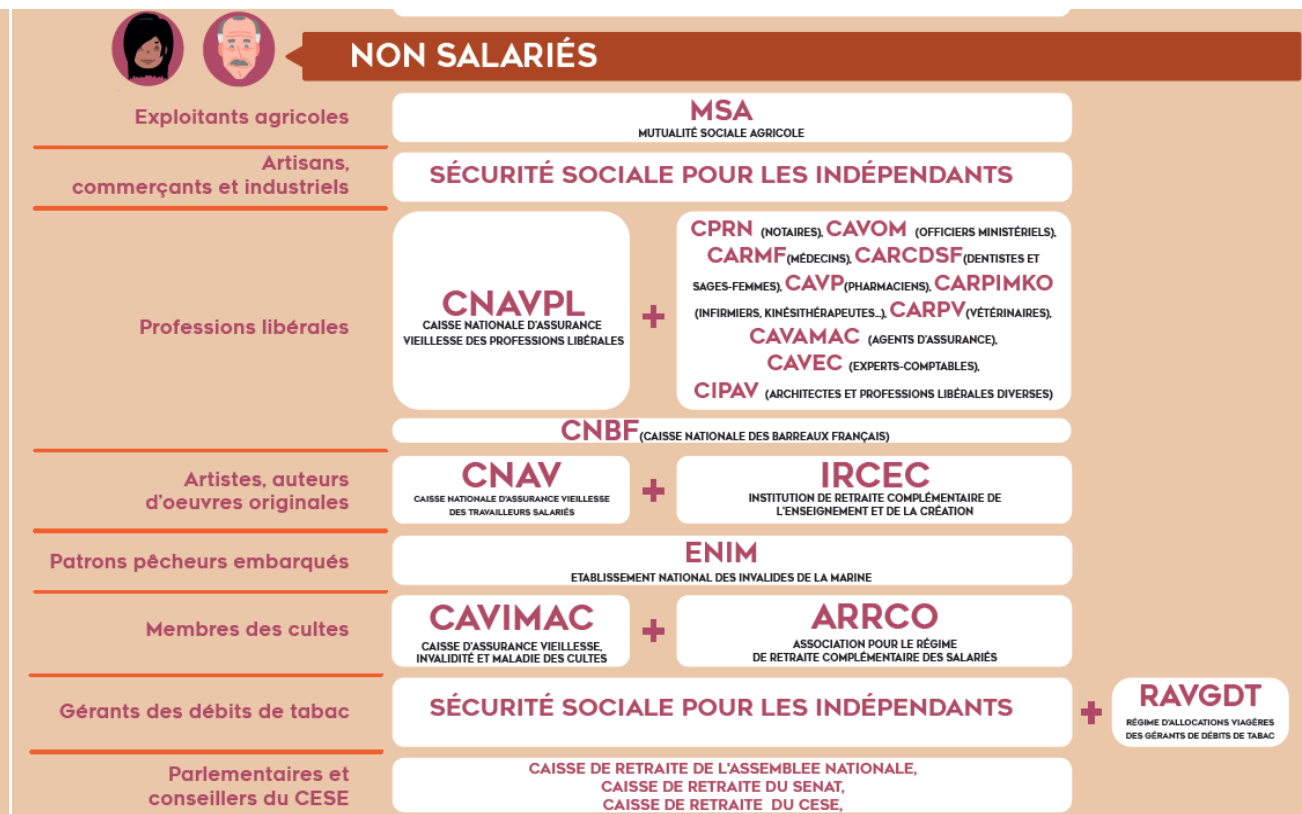 NON SALARIÉS
Exploitants agricoles
MSA
MUTUALITÉ SOCIALE AGRICOLE
Artisans,
commerçants et industriels
SÉCURITÉ SOCIALE POUR LES INDÉPENDANTS
Professions libérales
CNAVPL
CAISSE NATIONALE D'ASSURANCE
VIEILLESSE DES PROFESSIONS LIBÉRALES
+
CPRN (NOTAIRES), CAVOM (OFFICIERS MINISTÉRIELS),
CARMF(MÉDECINS), CARCDSF(DENTISTES ET
SAGES-FEMMES), CAVP(PHARMACIENS), CARPIMKO
(INFIRMIERS, KINÉSITHÉRAPEUTES...), CARPV(VÉTÉRINAIRES),
CAVAMAC (AGENTS D'ASSURANCE),
CAVEC (EXPERTS-COMPTABLES),
CIPAV (ARCHITECTES ET PROFESSIONS LIBÉRALES DIVERSES)
CNBF(CAISSE NATIONALE DES BARREAUX FRANÇAIS)
Artistes, auteurs
d'oeuvres originales
CNAV
CAISSE NATIONALE D'ASSURANCE VIEILLESSE
DES TRAVAILLEURS SALARIÉS
+
IRCEC
INSTITUTION DE RETRAITE COMPLÉMENTAIRE DE
L'ENSEIGNEMENT ET DE LA CRÉATION
Patrons pêcheurs embarqués
ENIM
ETABLISSEMENT NATIONAL DES INVALIDES DE LA MARINE
Membres des cultes
CAVIMAC
CAISSE D'ASSURANCE VIEILLESSE,
INVALIDITÉ ET MALADIE DES CULTES
+
ARRCO
ASSOCIATION POUR LE RÉGIME
DE RETRAITE COMPLÉMENTAIRE DES SALARIÉS
Gérants des débits de tabac
SÉCURITÉ SOCIALE POUR LES INDÉPENDANTS
+
RAVGDT
RÉGIME D'ALLOCATIONS VIAGÈRES
DES GÉRANTS DE DÉBITS DE TABAC
Parlementaires et
conseillers du CESE
CAISSE DE RETRAITE DE L'ASSEMBLEE NATIONALE,
CAISSE DE RETRAITE DU SENAT,
CAISSE DE RETRAITE DU CESE,